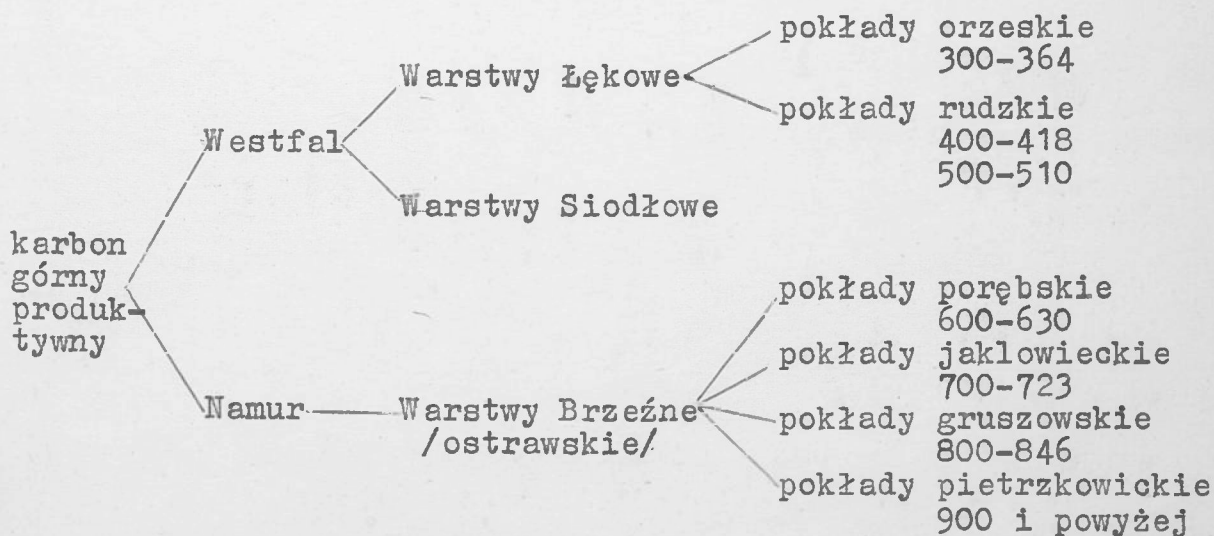 pokłady orzeskie
300-364
Warstwy Łękowe
pokłady rudzkie
400-418
500-510
Westfal
Warstwy Siodłowe
karbon
górny
produk-
tywny
pokłady porębskie
600-630
pokłady jaklowieckie
700-723
Namur
Warstwy Brzeźne
/ostrawskie/
pokłady gruszowskie
800-846
pokłady pietrzkowickie
900 i powyżej